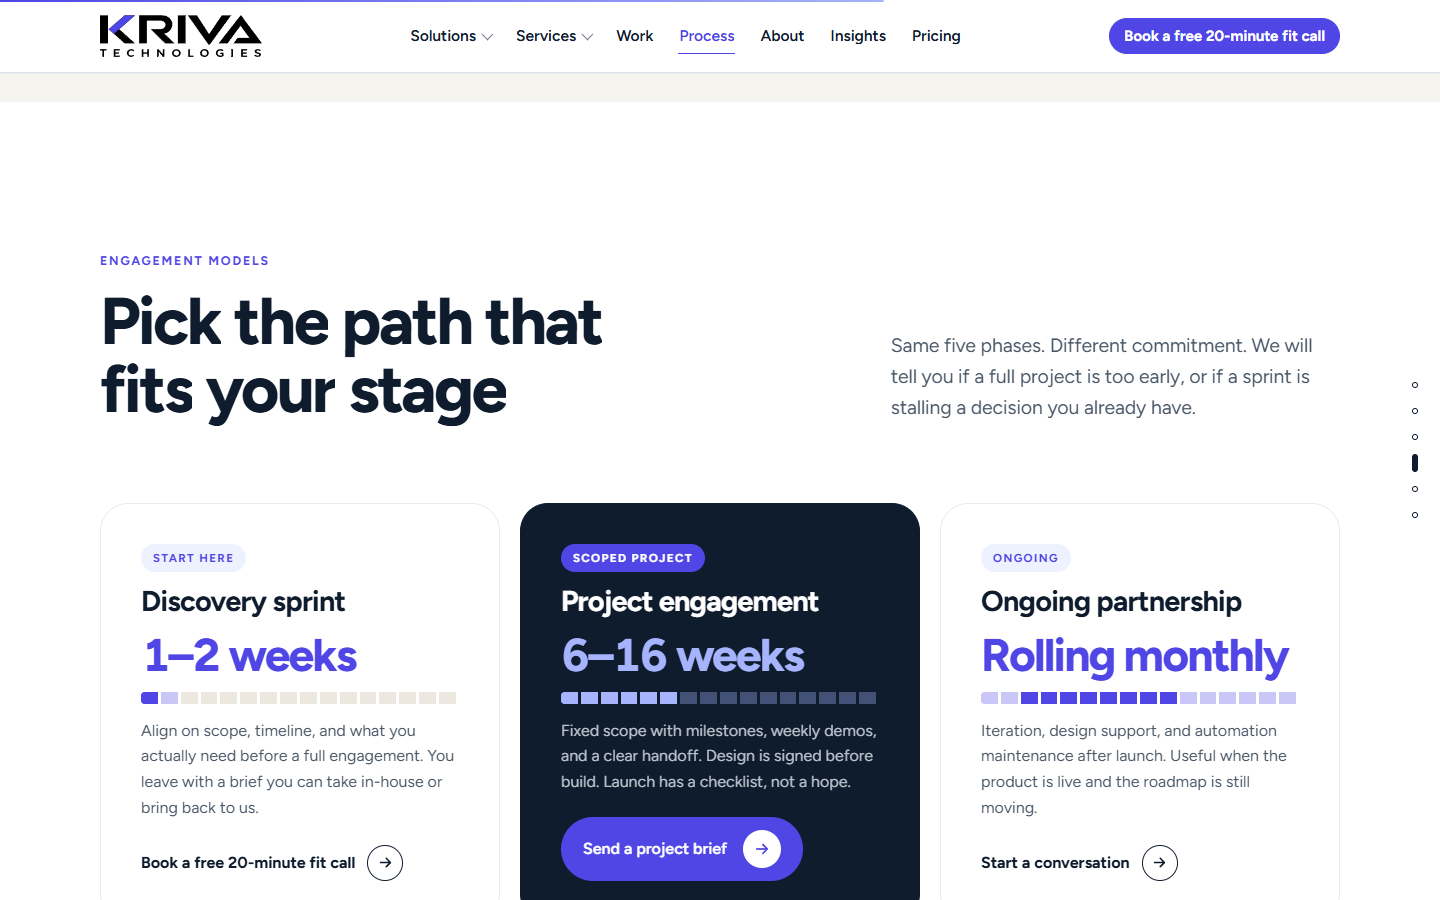 KRIVA
TECHNOLOGIES
Solutions
Services
Work
Process
About
Insights
Pricing
Book a free 20-minute fit call
ENGAGEMENT MODELS
Pick the path that
fits your stage
Same five phases. Different commitment. We will
tell you if a full project is too early, or if a sprint is
stalling a decision you already have.
START HERE
Discovery sprint
1–2 weeks
Align on scope, timeline, and what you
actually need before a full engagement. You
leave with a brief you can take in-house or
bring back to us.
Book a free 20-minute fit call
SCOPED PROJECT
Project engagement
6–16 weeks
Fixed scope with milestones, weekly demos,
and a clear handoff. Design is signed before
build. Launch has a checklist, not a hope.
Send a project brief
ONGOING
Ongoing partnership
Rolling monthly
Iteration, design support, and automation
maintenance after launch. Useful when the
product is live and the roadmap is still
moving.
Start a conversation